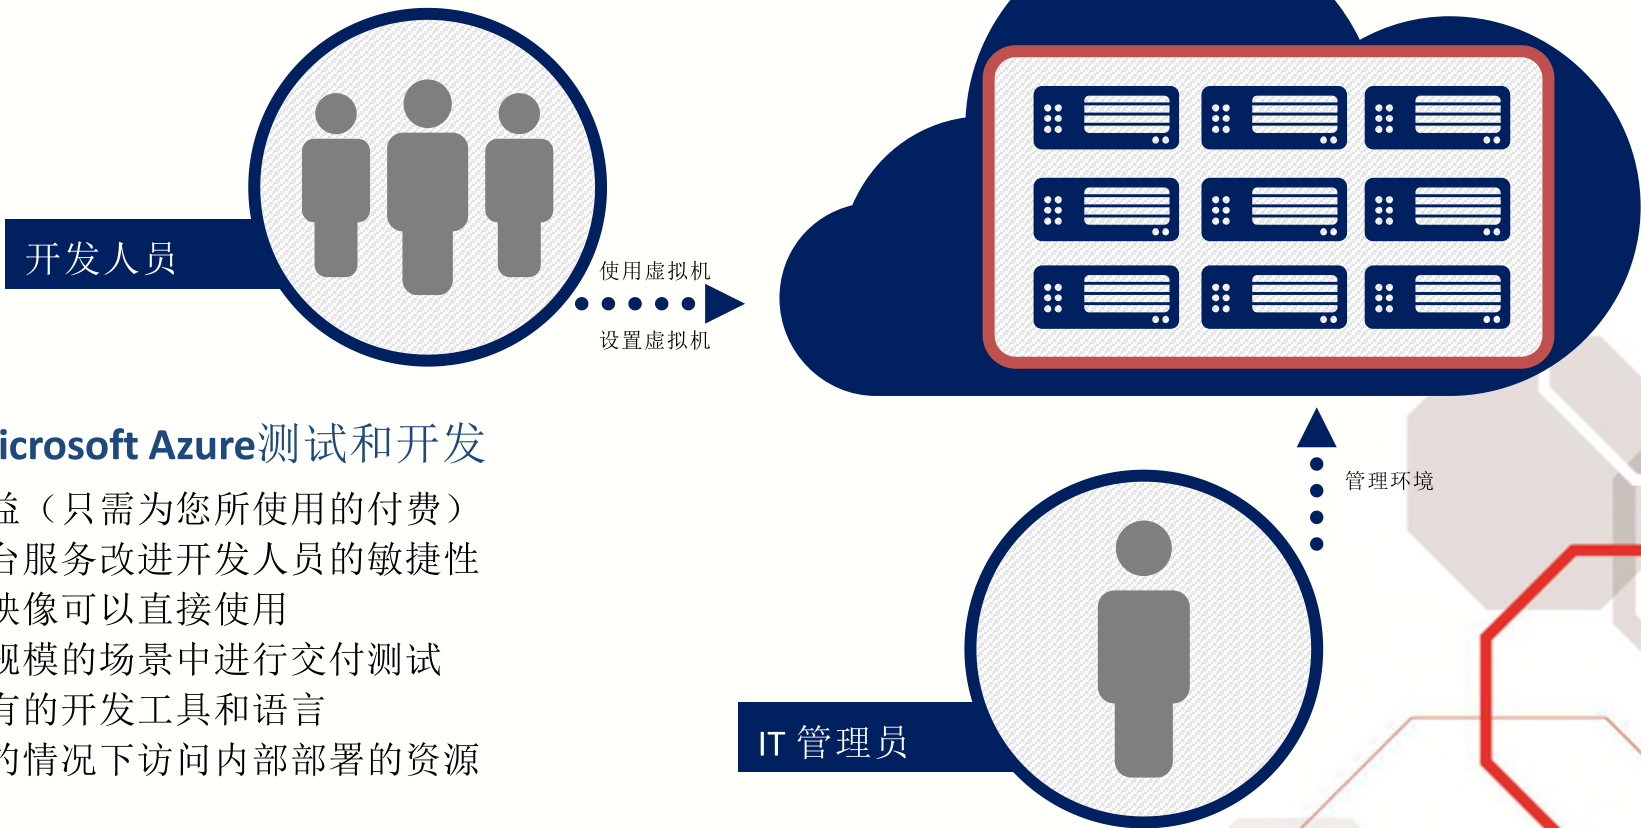 开发人员
使用虚拟机
设置虚拟机
icrosoft Azure测试和开发
益（只需为您所使用的付费）
台服务改进开发人员的敏捷性
映像可以直接使用
规模的场景中进行交付测试
有的开发工具和语言
的情况下访问内部部署的资源
管理环境
IT 管理员